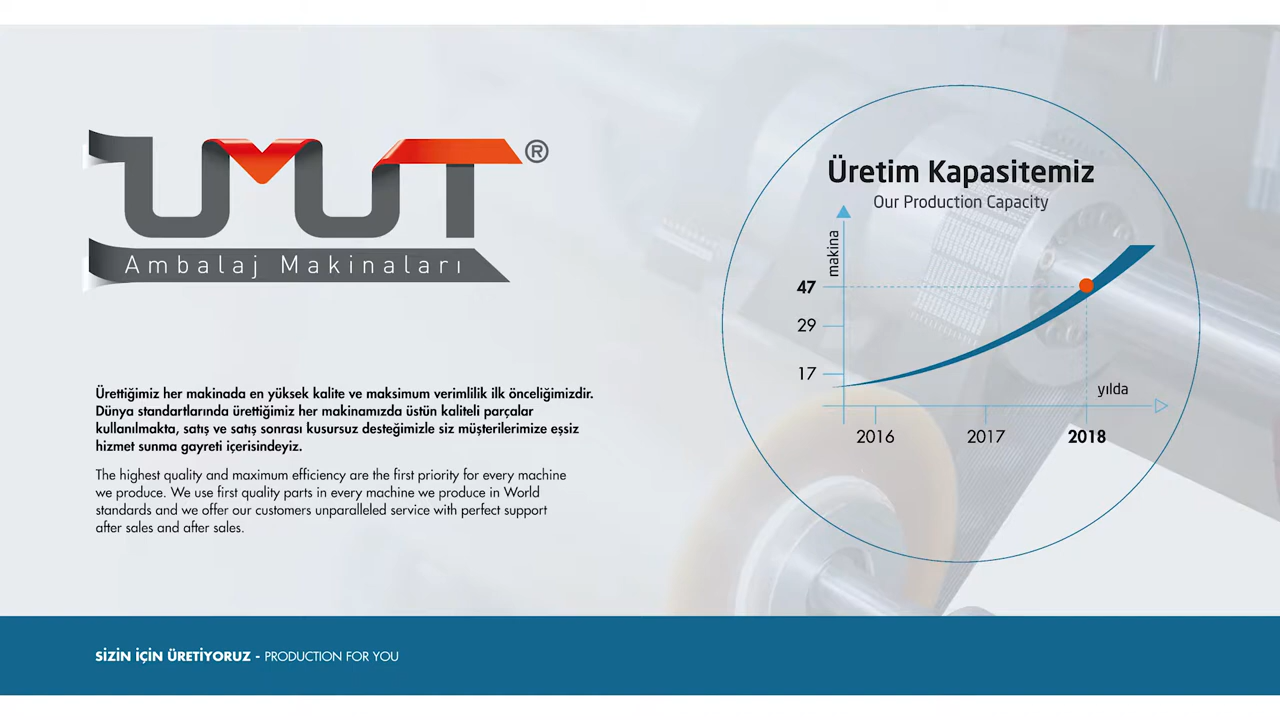 UMUT®
Ambalaj Makinaları
Ürettiğimiz her makinada en yüksek kalite ve maksimum verimlilik ilk önceliğimizdir.
Dünya standartlarında ürettiğimiz her makinamızda üstün kaliteli parçalar
kullanılmakta, satış ve satış sonrası kusursuz desteğimizle siz müşterilerimize eşsiz
hizmet sunma gayreti içerisindeyiz.
The highest quality and maximum efficiency are the first priority for every machine
we produce. We use first quality parts in every machine we produce in World
standards and we offer our customers unparalleled service with perfect support
after sales and after sales.
Üretim Kapasitemiz
Our Production Capacity
makina
47
29
17
yılda
2016 2017 2018
SİZİN İÇİN ÜRETİYORUZ - PRODUCTION FOR YOU